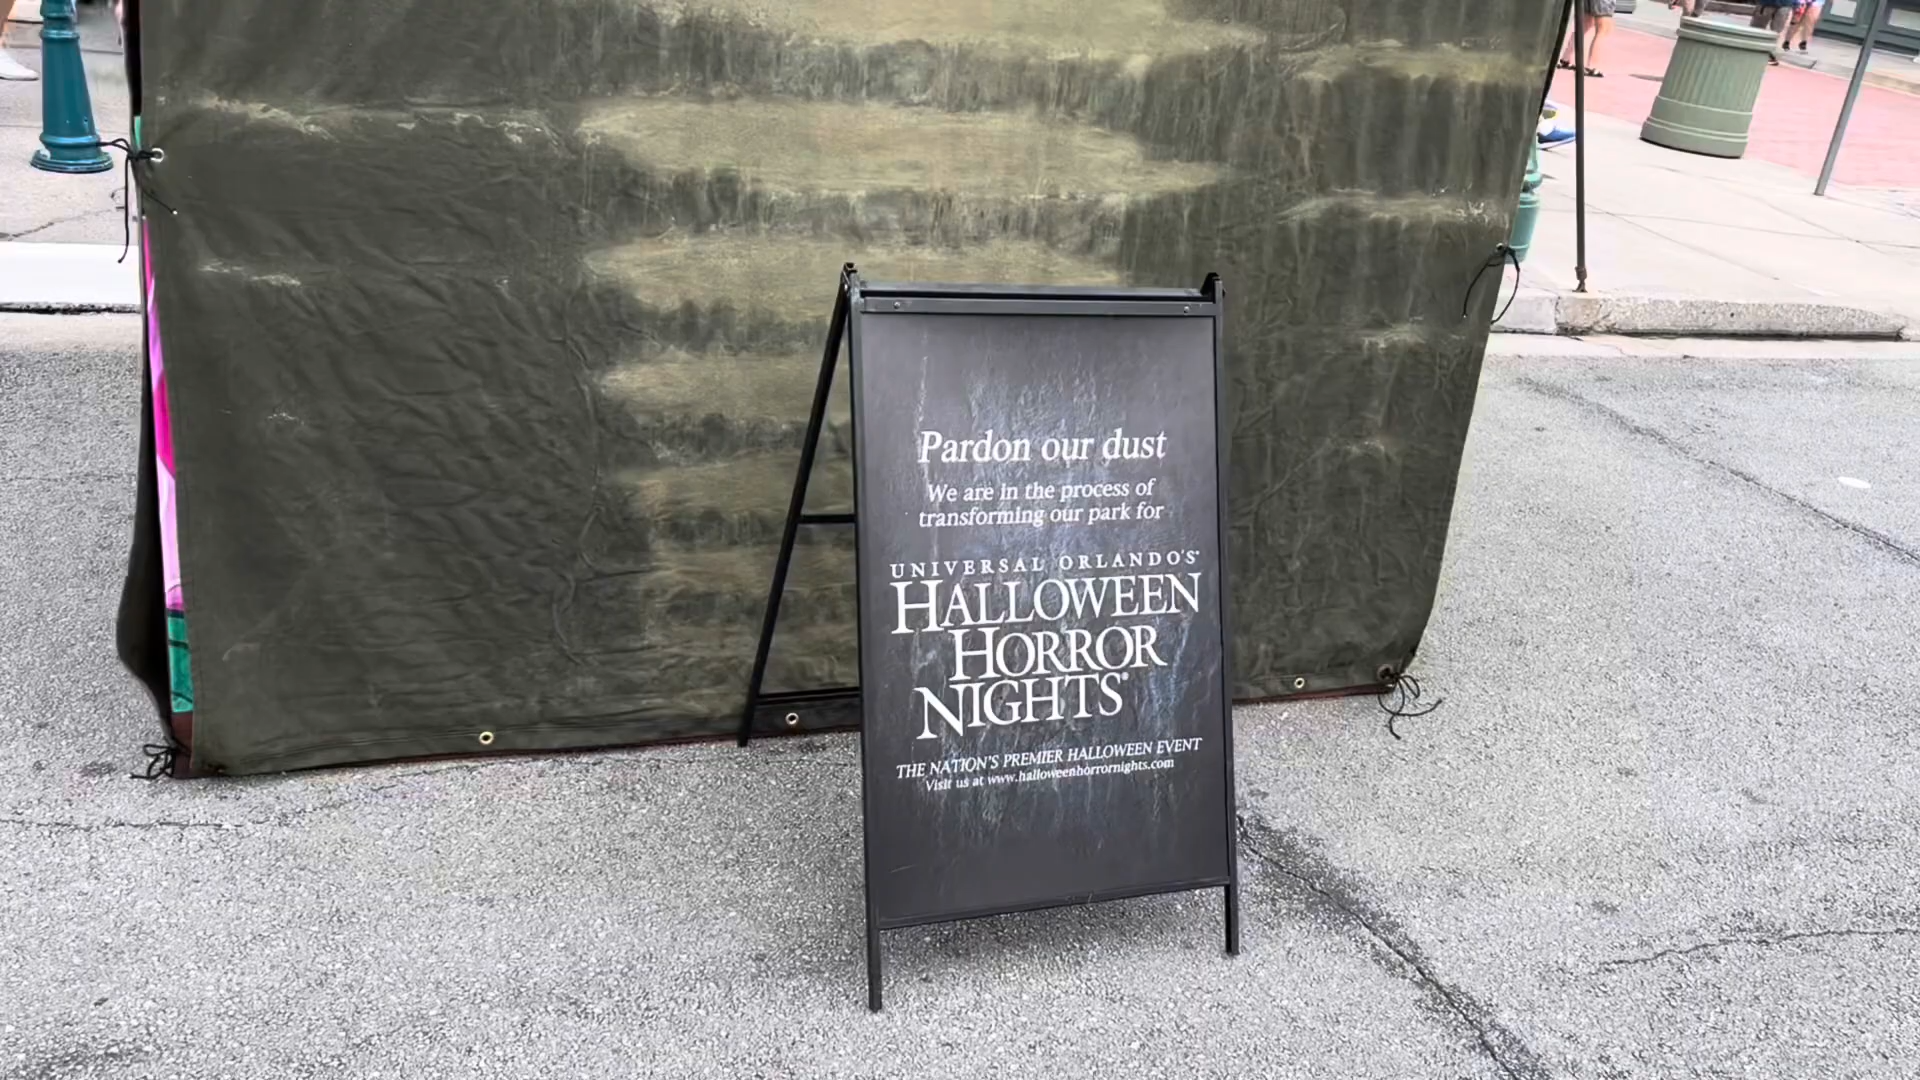 Pardon our dust
We are in the process of
transforming our park for
UNIVERSAL ORLANDO'S®
HALLOWEEN
HORROR
NIGHTS®
THE NATION'S PREMIER HALLOWEEN EVENT
Visit us at www.halloweenhorrornights.com